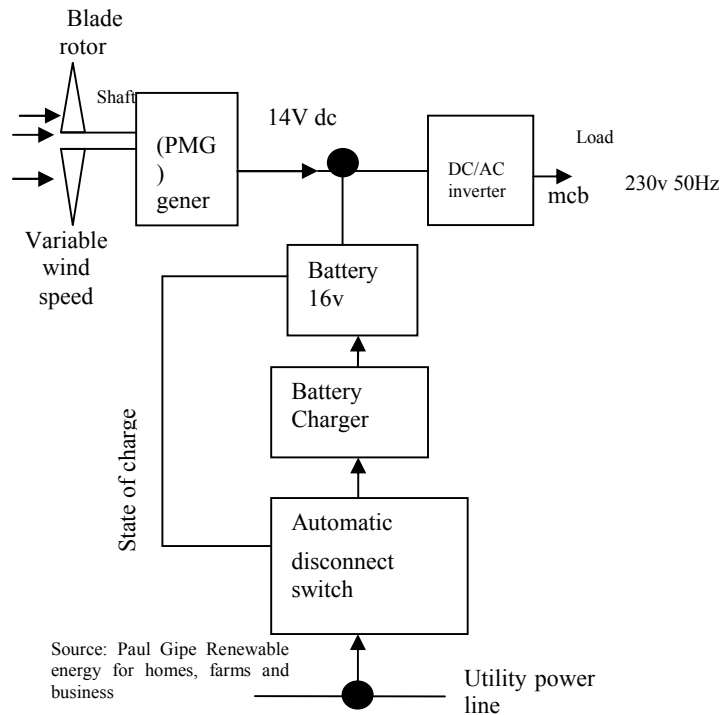 Blade
rotor
Shaft
(PMG
)
gener
14V dc
DC/AC
inverter
Load
mcb
230v 50Hz
Variable
wind
speed
Battery
16v
Battery
Charger
State of charge
Automatic
disconnect
switch
Source: Paul Gipe Renewable
energy for homes, farms and
business
Utility power
line